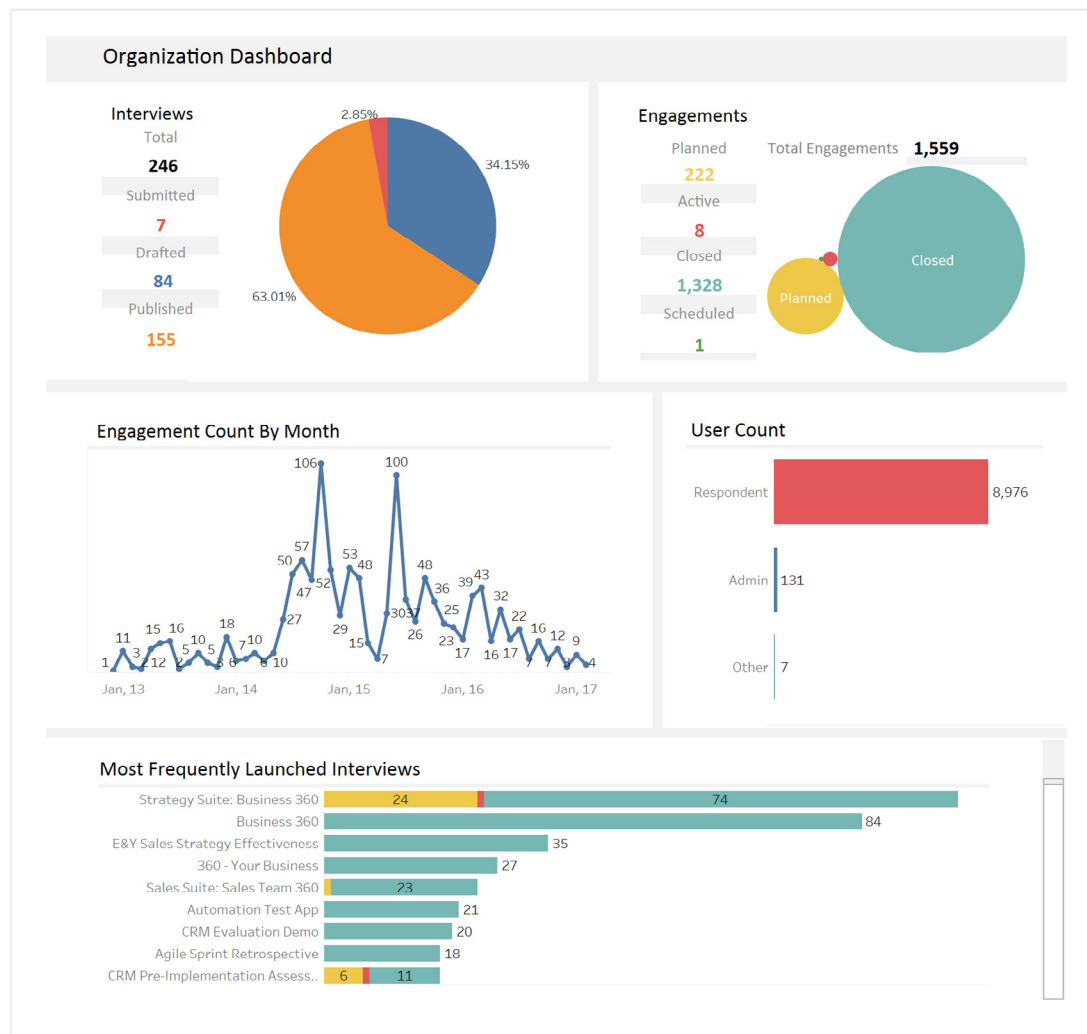 Organization Dashboard
Interviews
Total
246
Submitted
7
Drafted
84
Published
155
2.85%
34.15%
63.01%
Engagements
Planned
222
Active
8
Closed
1,328
Scheduled
1
Total Engagements 1,559
Closed
Planned
Engagement Count By Month
106
100
57
50
47
52
53
48
29
27
15
7
30
37
26
48
36
25
23
17
39
43
16
32
17
22
7
16
7
12
3
9
4
1
11
3
2
15
12
16
2
5
10
5
3
18
6
7
10
6
10
Jan, 13
Jan, 14
Jan, 15
Jan, 16
Jan, 17
User Count
Respondent 8,976
Admin 131
Other 7
Most Frequently Launched Interviews
Strategy Suite: Business 360 24 74
Business 360 84
E&Y Sales Strategy Effectiveness 35
360 - Your Business 27
Sales Suite: Sales Team 360 23
Automation Test App 21
CRM Evaluation Demo 20
Agile Sprint Retrospective 18
CRM Pre-Implementation Assess.. 6 11